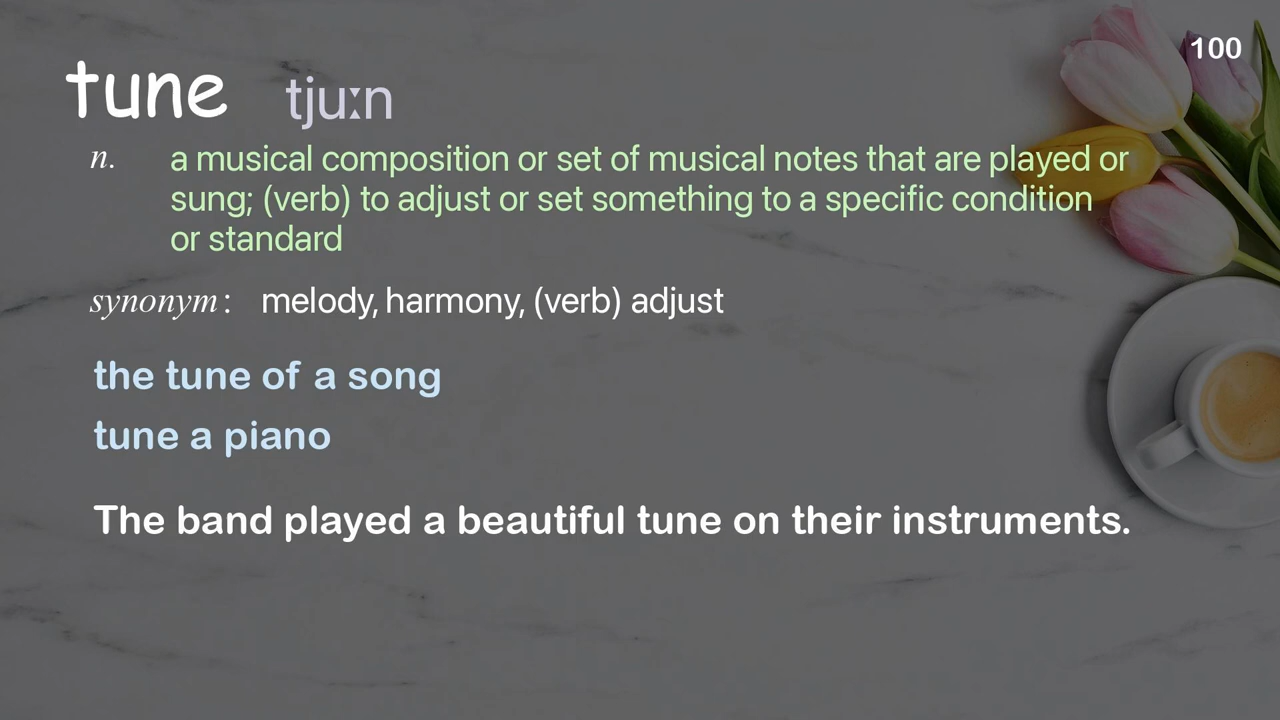 100
tune tjuːn
n. a musical composition or set of musical notes that are played or
sung; (verb) to adjust or set something to a specific condition
or standard
synonym: melody, harmony, (verb) adjust
the tune of a song
tune a piano
The band played a beautiful tune on their instruments.